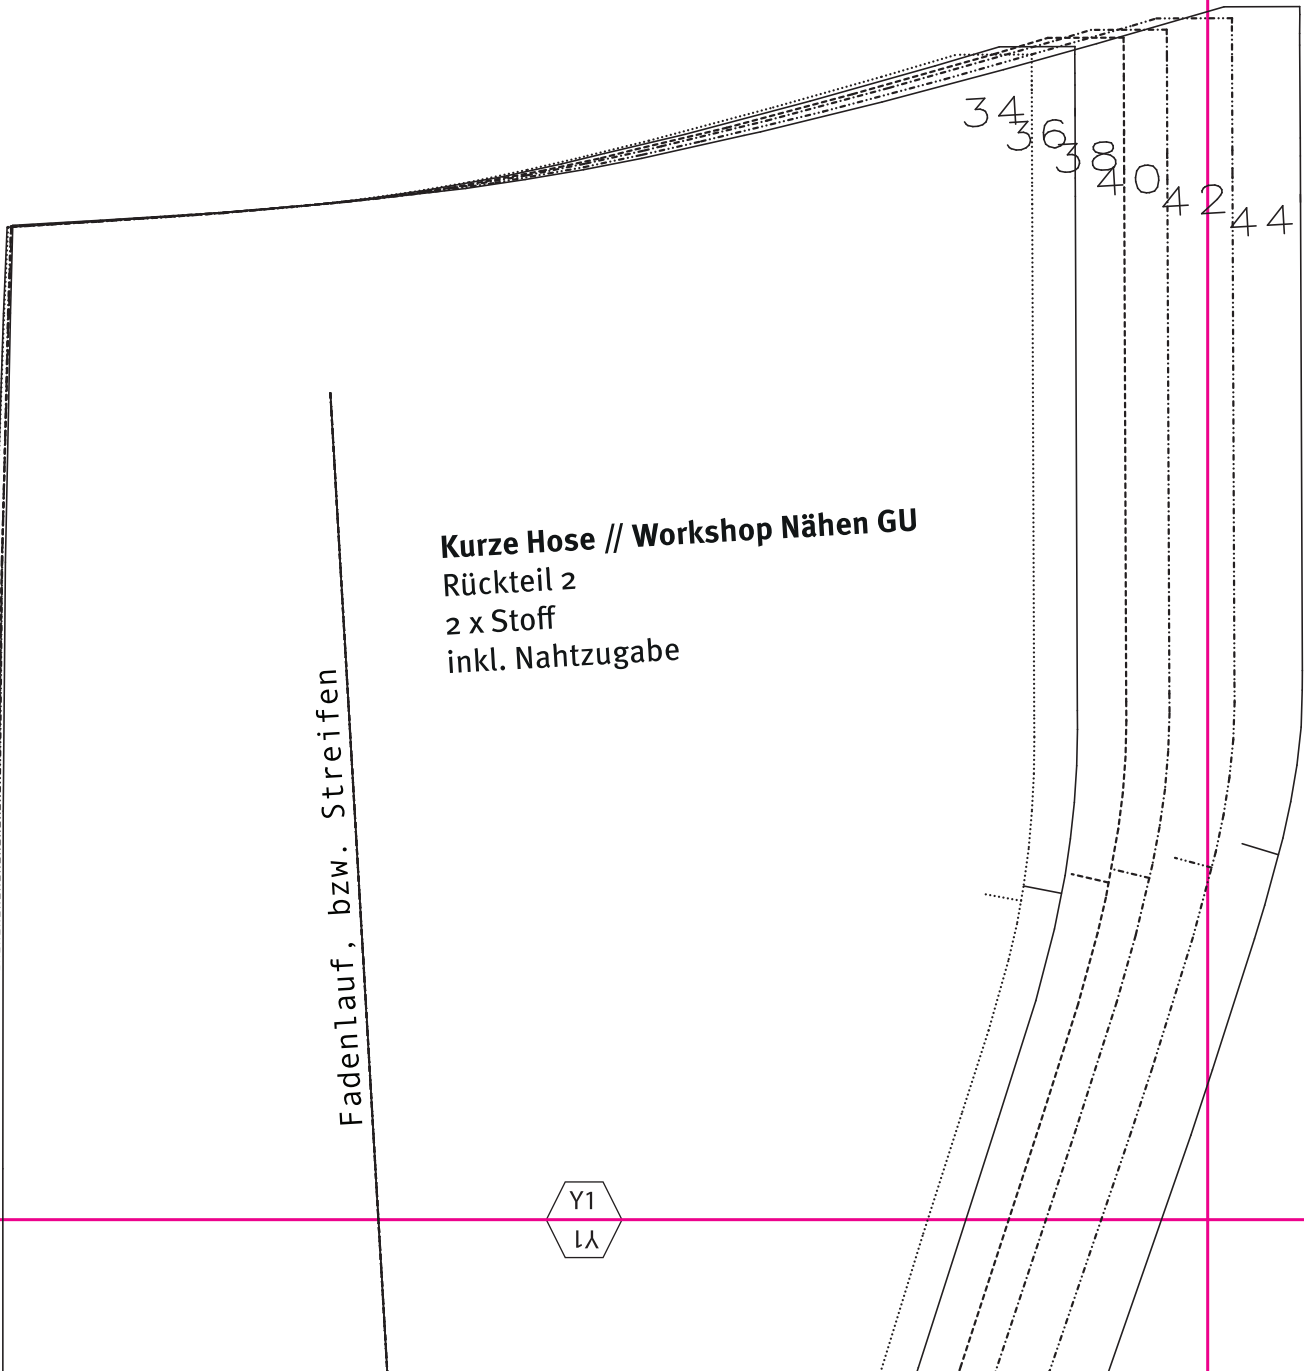 34
36
38
40
42
44
Kurze Hose // Workshop Nähen GU
Rückteil 2
2 x Stoff
inkl. Nahtzugabe
Fadenlauf, bzw. Streifen
Y1
Y1